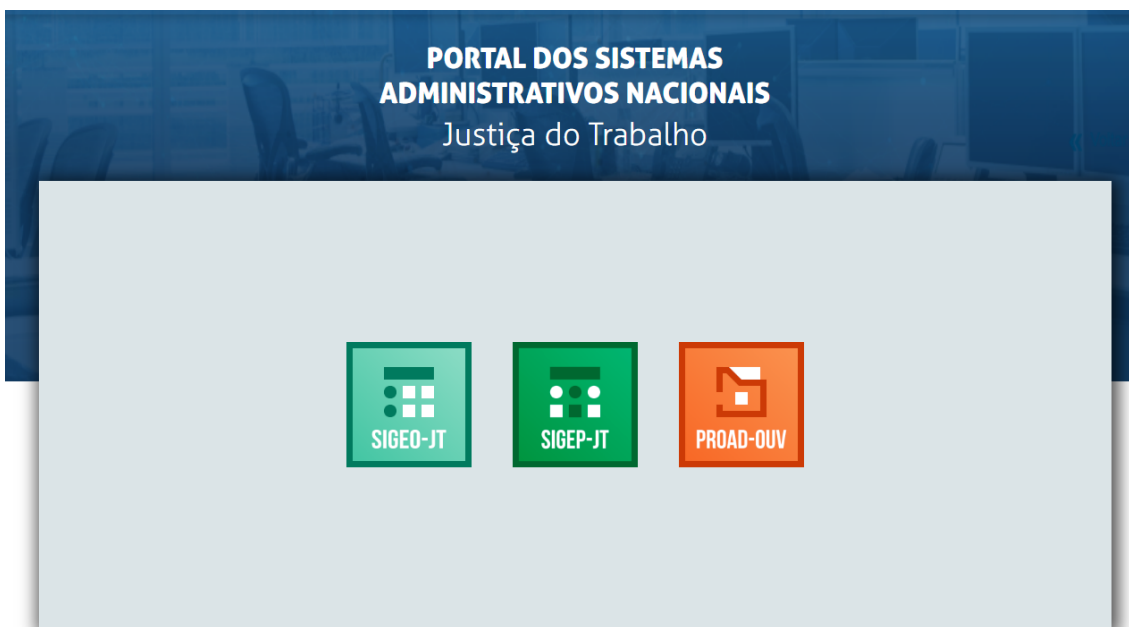 PORTAL DOS SISTEMAS
ADMINISTRATIVOS NACIONAIS
Justiça do Trabalho
SIGEO-JT
SIGEP-JT
PROAD-OUV